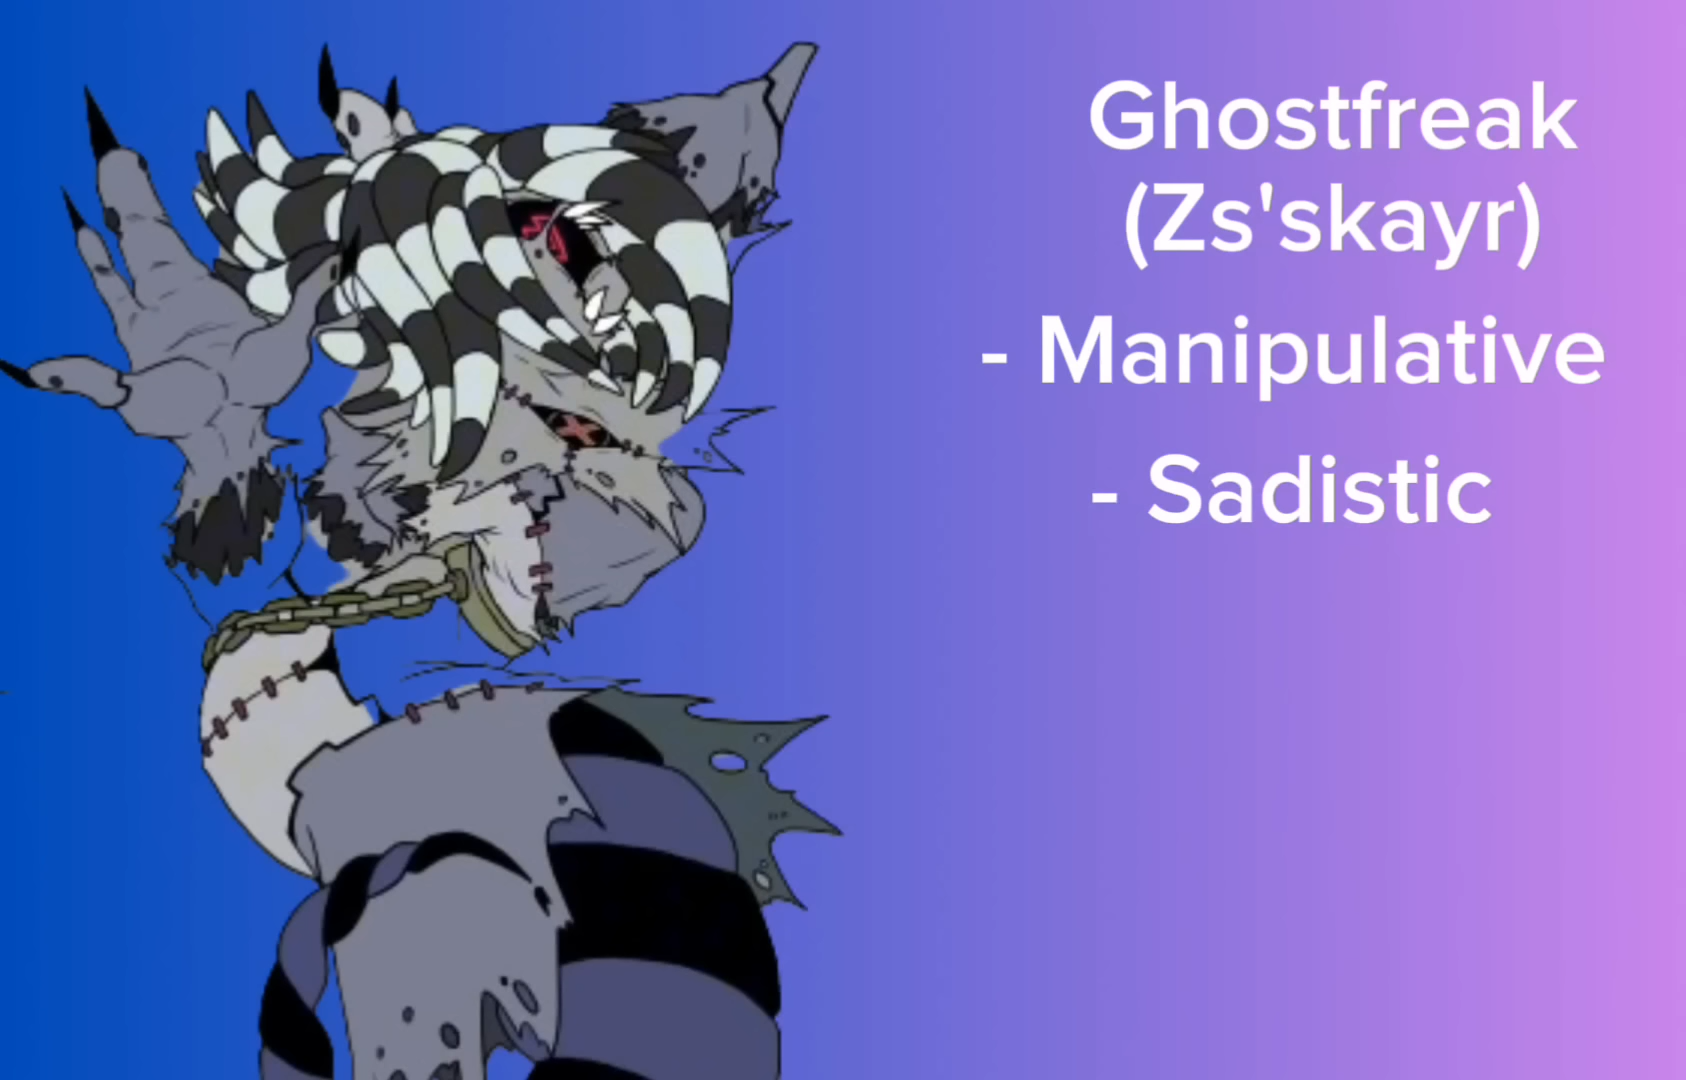 Ghostfreak
(Zs'skayr)
- Manipulative
- Sadistic